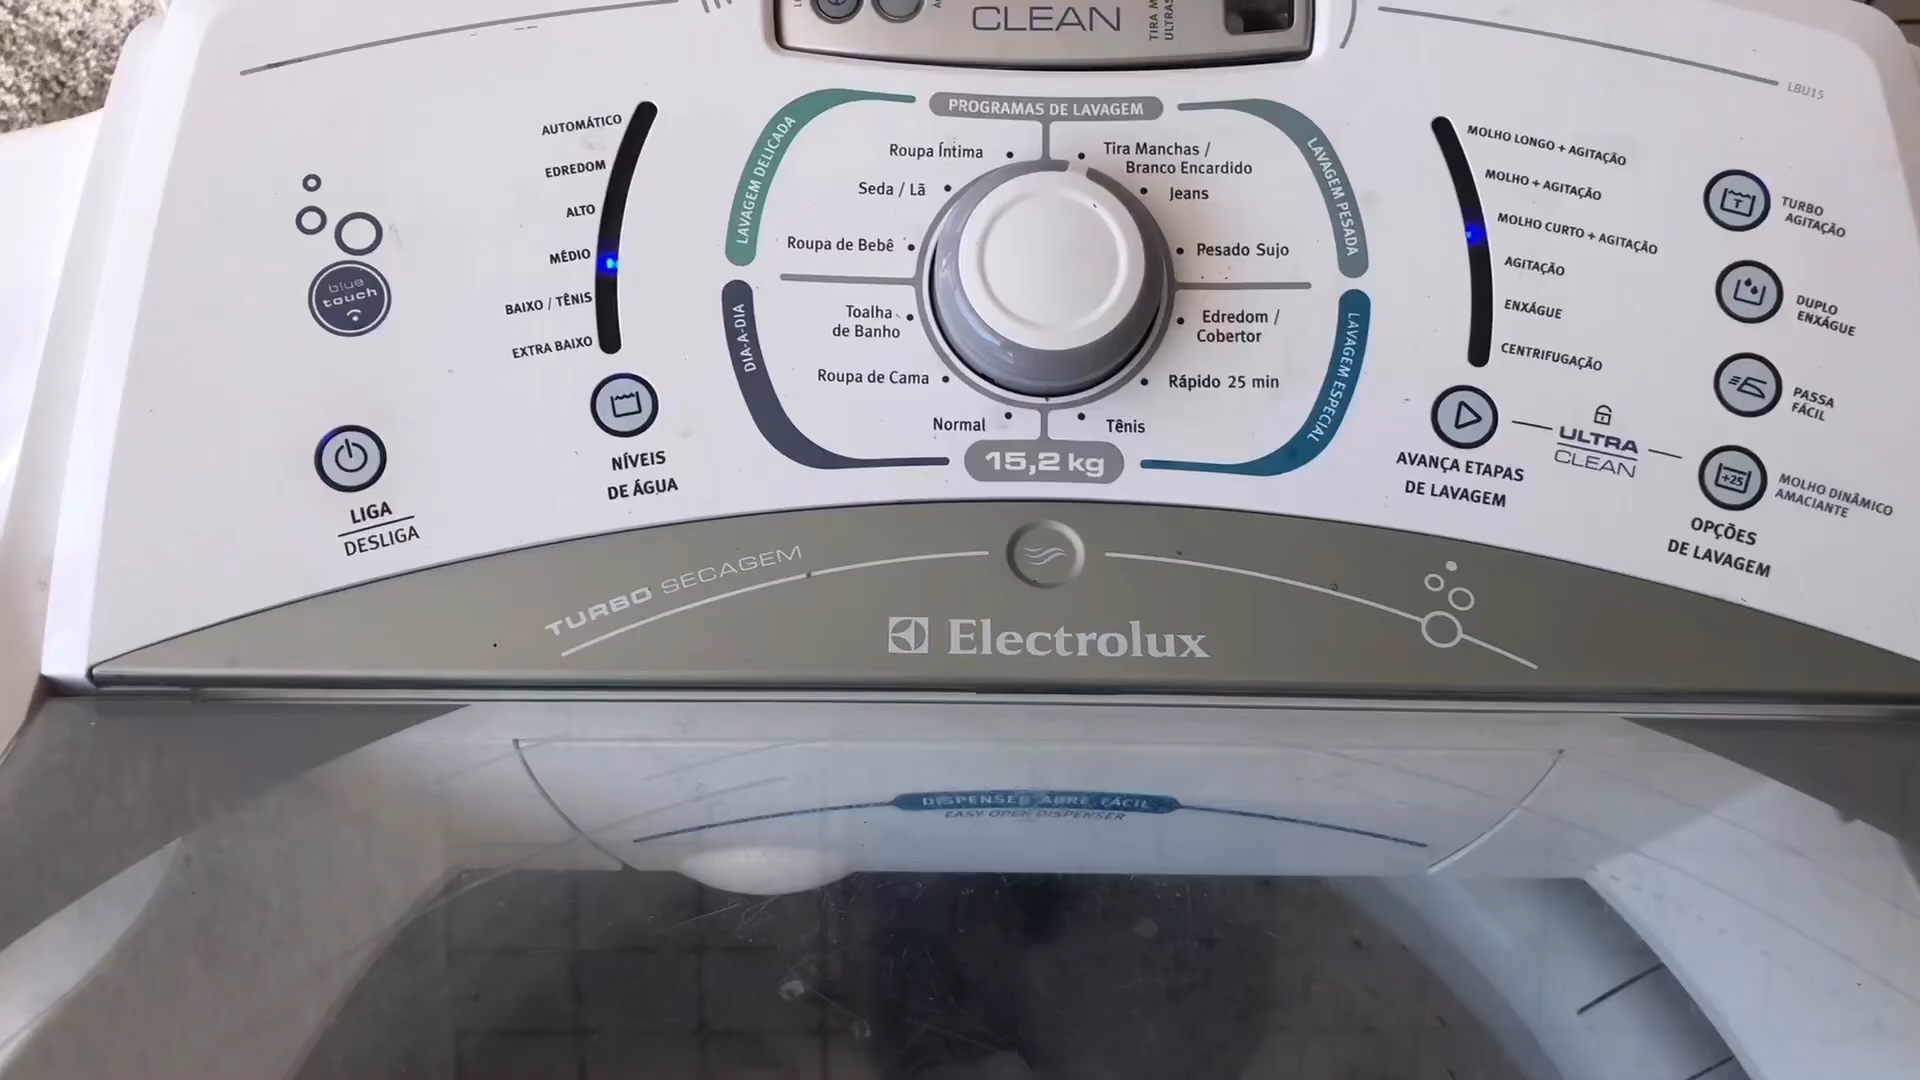 CLEAN
LBU15
PROGRAMAS DE LAVAGEM
LAVAGEM DELICADA
LAVAGEM PESADA
DIA-A-DIA
LAVAGEM ESPECIAL
Roupa Íntima
Seda / Lã
Roupa de Bebê
Toalha
de Banho
Roupa de Cama
Normal
Tira Manchas /
Branco Encardido
Jeans
Pesado Sujo
Edredom /
Cobertor
Rápido 25 min
Tênis
15,2 kg
AUTOMÁTICO
EDREDOM
ALTO
MÉDIO
BAIXO / TÊNIS
EXTRA BAIXO
NÍVEIS
DE ÁGUA
blue
touch
LIGA
DESLIGA
MOLHO LONGO + AGITAÇÃO
MOLHO + AGITAÇÃO
MOLHO CURTO + AGITAÇÃO
AGITAÇÃO
ENXÁGUE
CENTRIFUGAÇÃO
AVANÇA ETAPAS
DE LAVAGEM
ULTRA
CLEAN
TURBO
AGITAÇÃO
DUPLO
ENXÁGUE
PASSA
FÁCIL
+25
MOLHO DINÂMICO
AMACIANTE
OPÇÕES
DE LAVAGEM
TURBO SECAGEM
Electrolux
DISPENSER ABRE FÁCIL
EASY OPEN DISPENSER